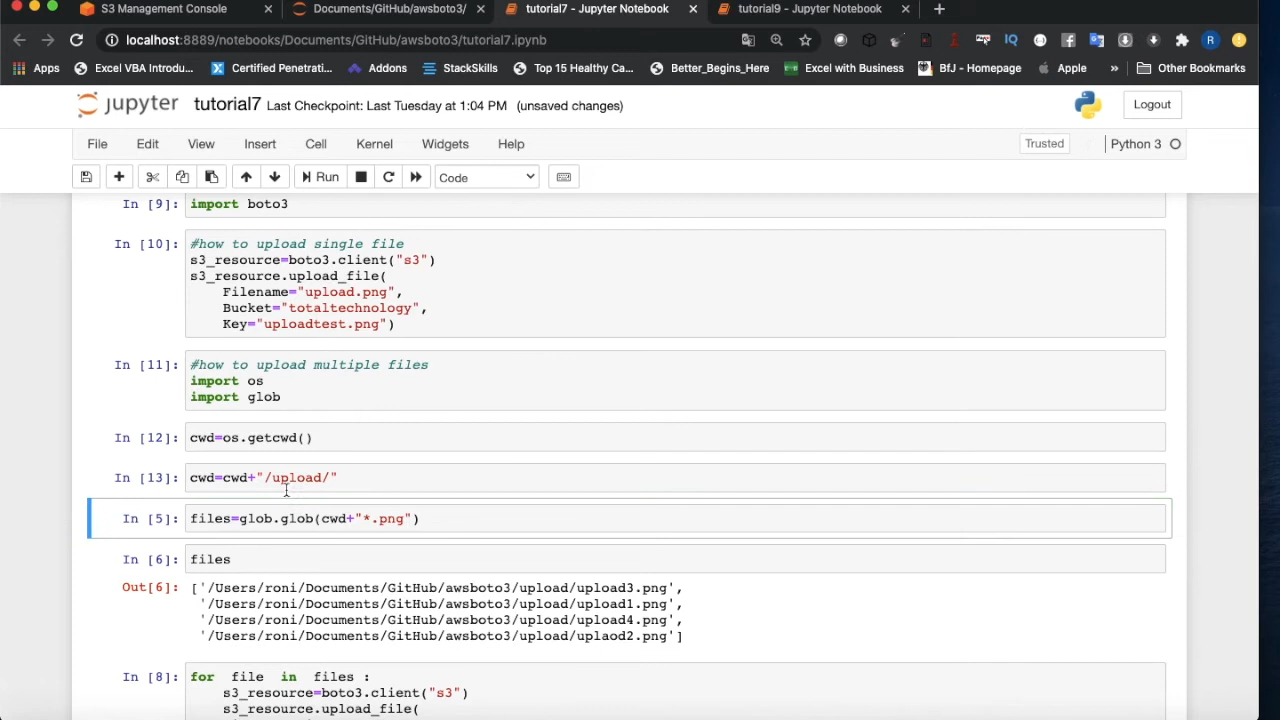 S3 Management Console
Documents/GitHub/awsboto3/
tutorial7 - Jupyter Notebook
tutorial9 - Jupyter Notebook
localhost:8889/notebooks/Documents/GitHub/awsboto3/tutorial7.ipynb
Apps
Excel VBA Introdu...
Certified Penetrati...
Addons
StackSkills
Top 15 Healthy Ca...
Better_Begins_Here
Excel with Business
BfJ - Homepage
Apple
»
Other Bookmarks
jupyter tutorial7 Last Checkpoint: Last Tuesday at 1:04 PM (unsaved changes)
Logout
File Edit View Insert Cell Kernel Widgets Help
Trusted
Python 3
Run
Code
In [9]: import boto3
In [10]: #how to upload single file
s3_resource=boto3.client("s3")
s3_resource.upload_file(
Filename="upload.png",
Bucket="totaltechnology",
Key="uploadtest.png")
In [11]: #how to upload multiple files
import os
import glob
In [12]: cwd=os.getcwd()
In [13]: cwd=cwd+"/upload/"
In [5]: files=glob.glob(cwd+"*.png")
In [6]: files
Out[6]: ['/Users/roni/Documents/GitHub/awsboto3/upload/upload3.png',
'/Users/roni/Documents/GitHub/awsboto3/upload/upload1.png',
'/Users/roni/Documents/GitHub/awsboto3/upload/upload4.png',
'/Users/roni/Documents/GitHub/awsboto3/upload/uplaod2.png']
In [8]: for file in files :
s3_resource=boto3.client("s3")
s3_resource.upload_file(